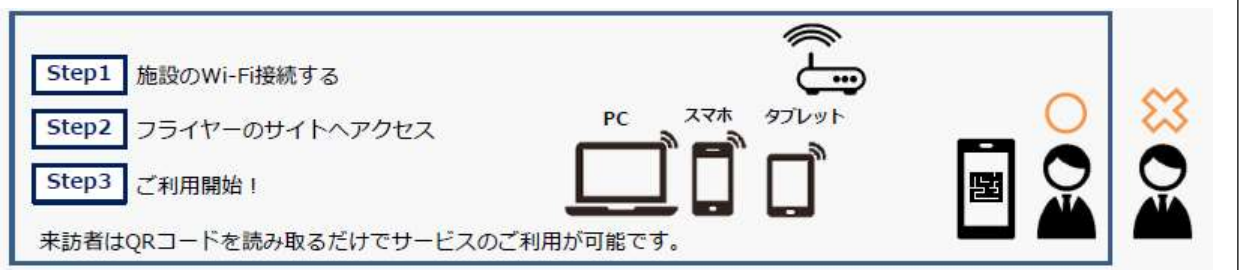 Step1 施設のWi-Fi接続する
Step2 フライヤーのサイトへアクセス
Step3 ご利用開始!
PC スマホ タブレット
来訪者はQRコードを読み取るだけでサービスのご利用が可能です。